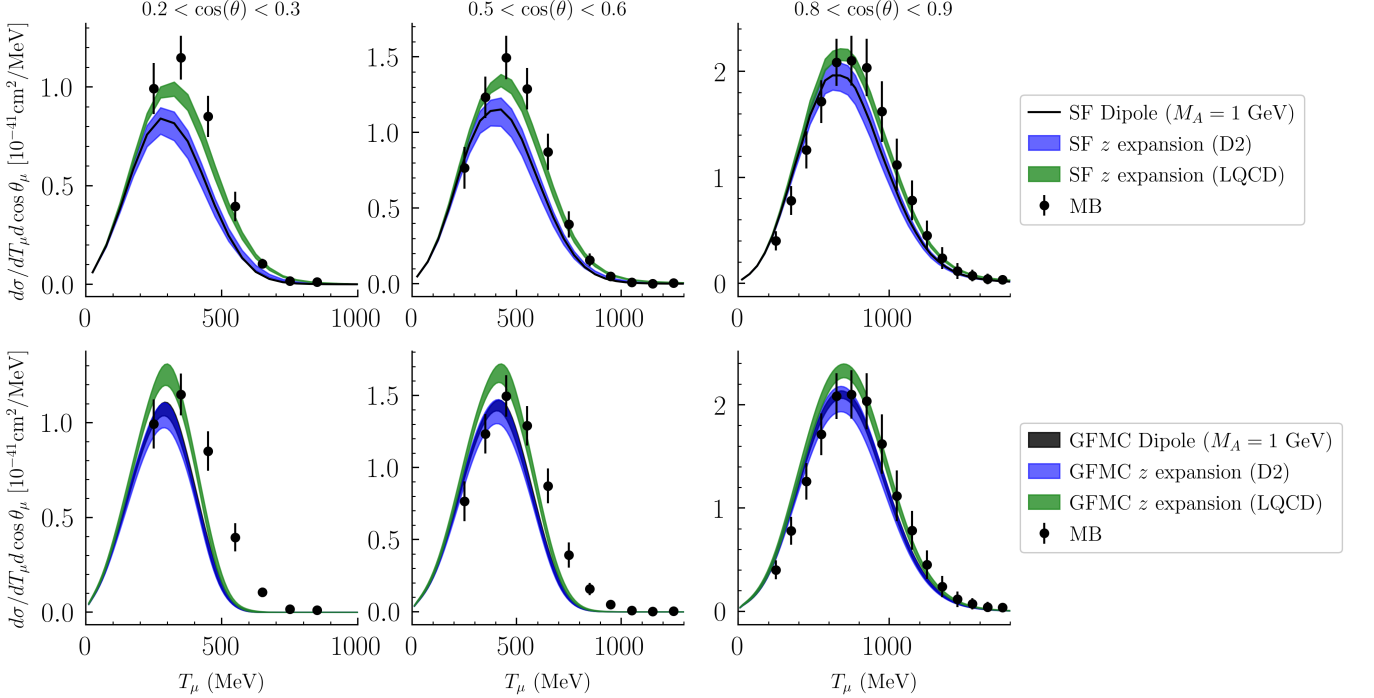 0.2 < cos(θ) < 0.3
0.5 < cos(θ) < 0.6
0.8 < cos(θ) < 0.9
dσ/dT_μ d cos θ_μ [10^{-41} cm^2/MeV]
1.0
0.5
0.0
0 500 1000
1.5
1.0
0.5
0.0
0 500 1000
2
1
0
0 1000
SF Dipole (M_A = 1 GeV)
SF z expansion (D2)
SF z expansion (LQCD)
MB
dσ/dT_μ d cos θ_μ [10^{-41} cm^2/MeV]
1.0
0.5
0.0
0 500 1000
T_μ (MeV)
1.5
1.0
0.5
0.0
0 500 1000
T_μ (MeV)
2
1
0
0 1000
T_μ (MeV)
GFMC Dipole (M_A = 1 GeV)
GFMC z expansion (D2)
GFMC z expansion (LQCD)
MB